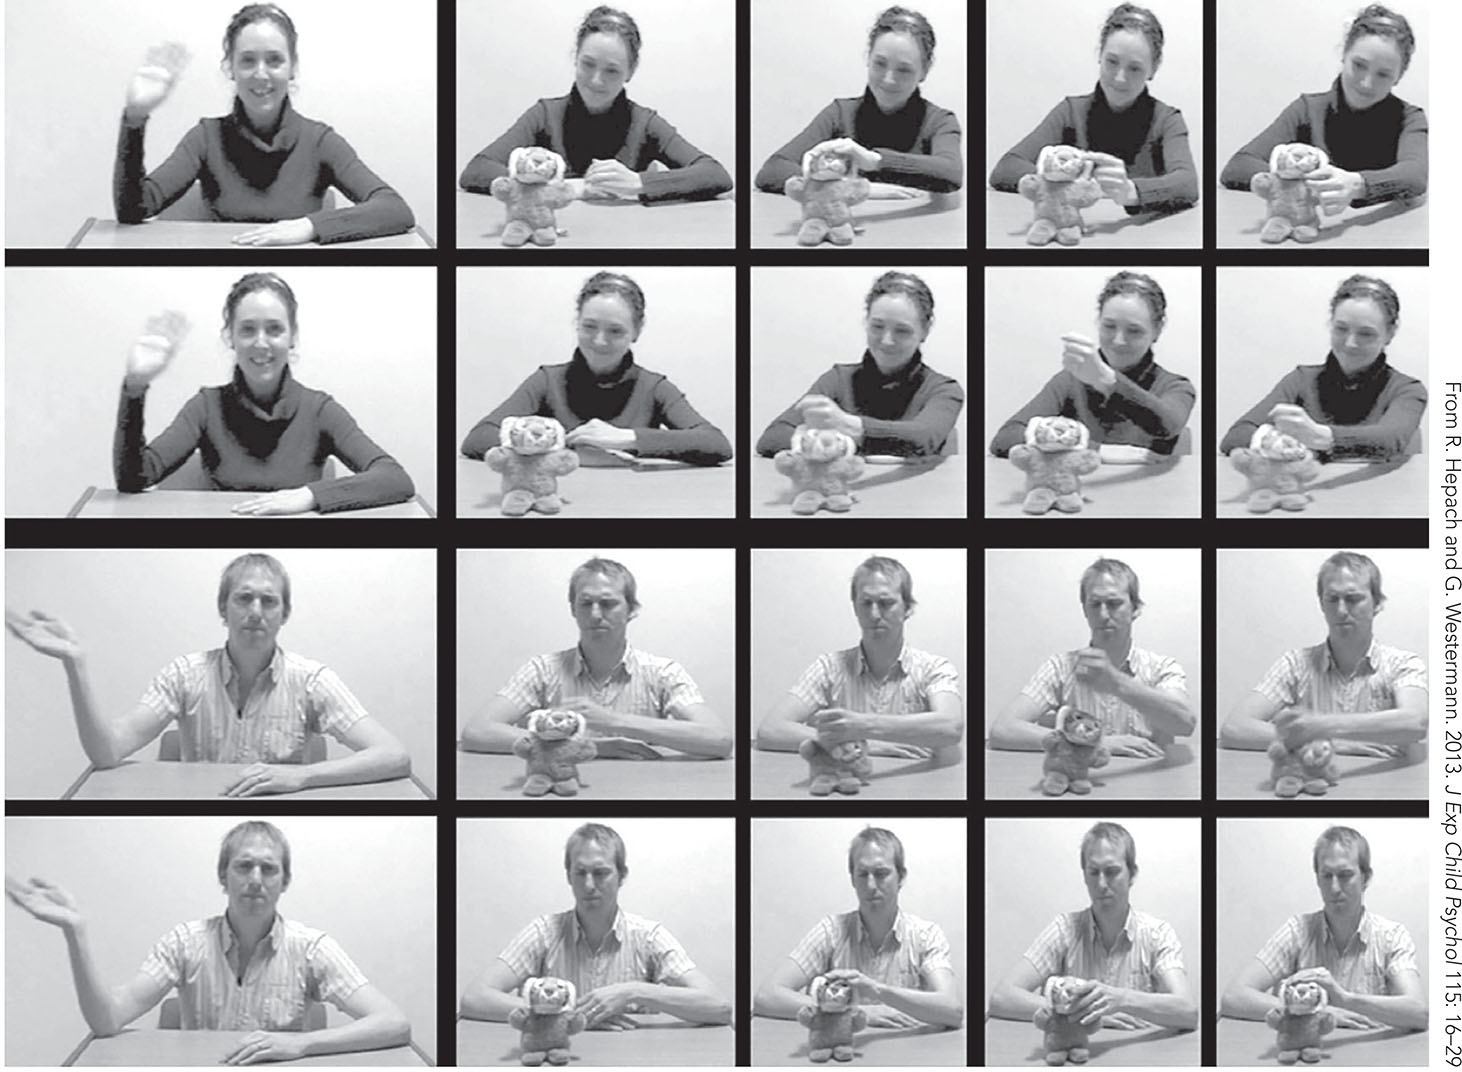 From R. Hepach and G. Westermann. 2013. J Exp Child Psychol 115: 16–29